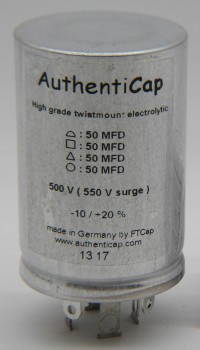 AuthentiCap
High grade twistmount electrolytic
⌓ : 50 MFD
□ : 50 MFD
△ : 50 MFD
○ : 50 MFD
500 V ( 550 V surge )
-10 / +20 %
made in Germany by FTCap
www.authenticap.com
13 17